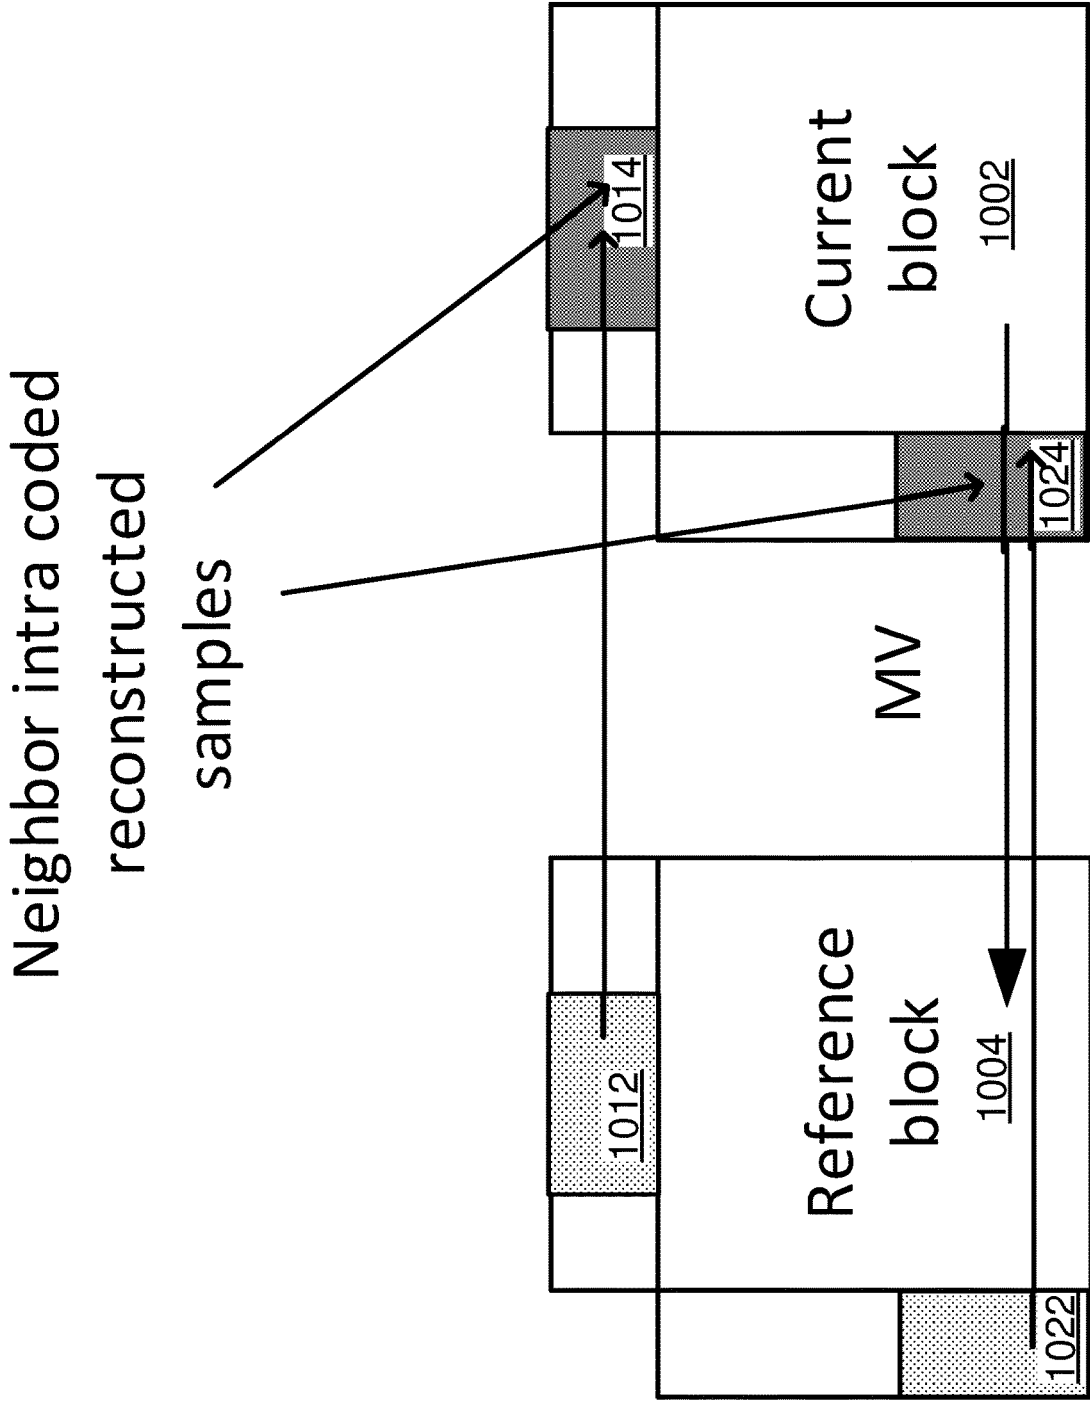 Neighbor intra coded
reconstructed
samples
1012
1014
Reference
block
1004
MV
Current
block
1002
1022
1024